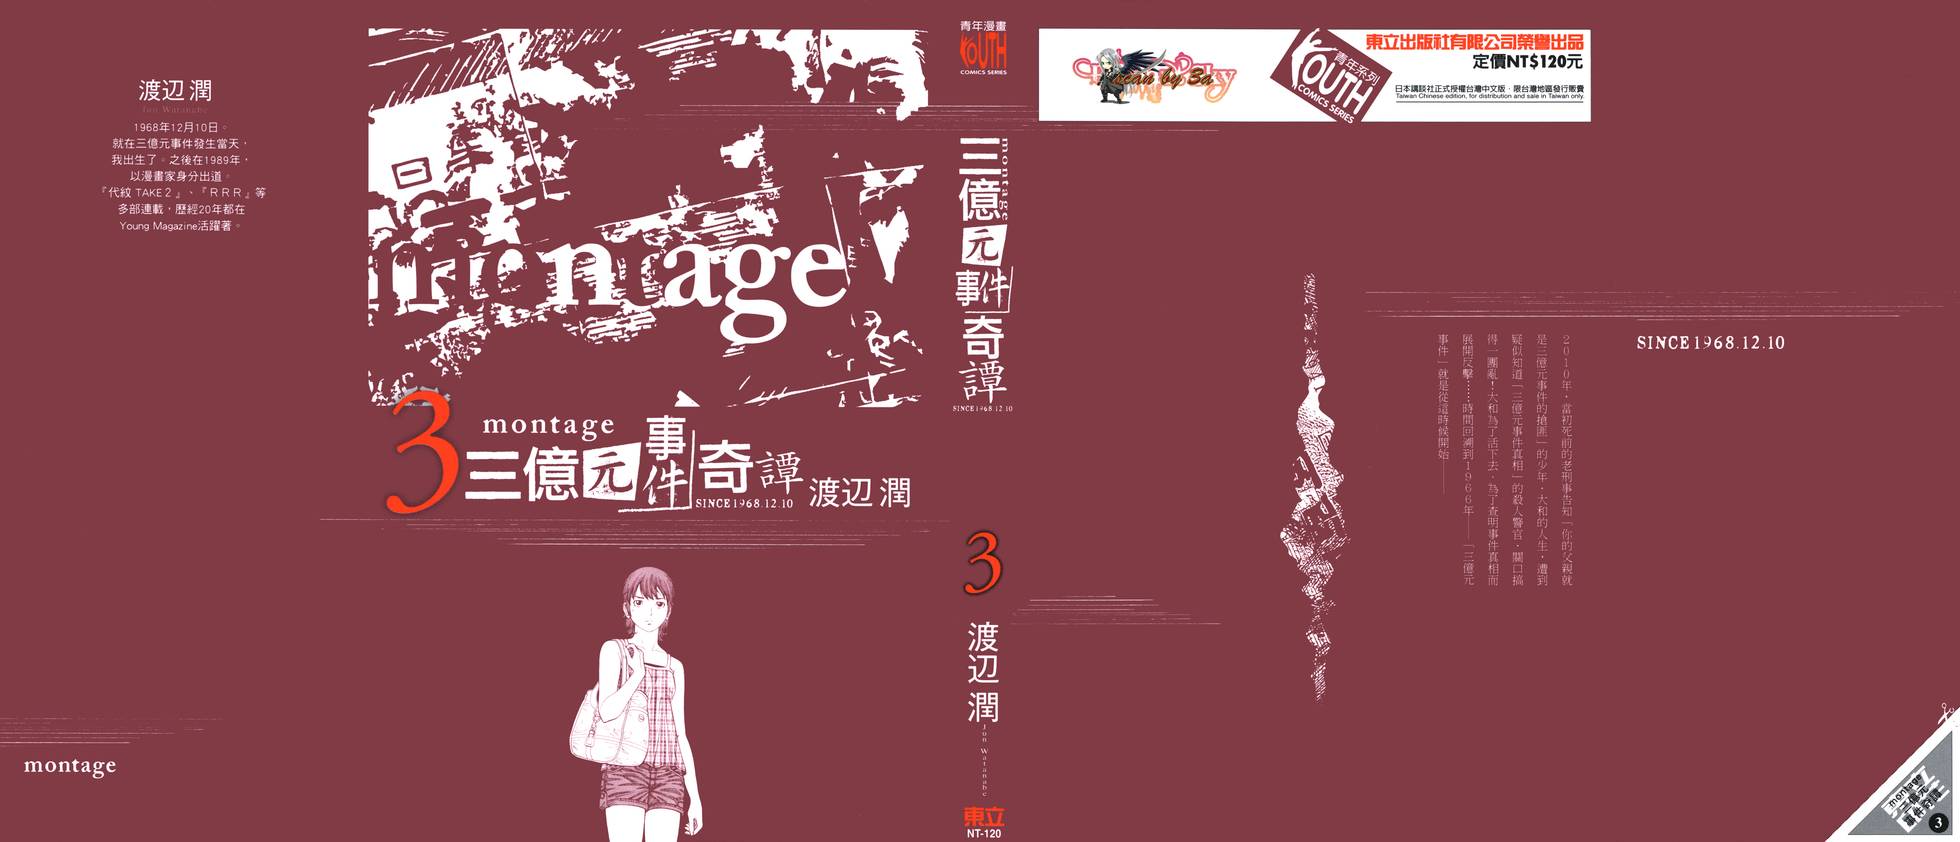 渡辺 潤
Jun Watanabe
1968年12月10日。
就在三億元事件發生當天，
我出生了。之後在1989年，
以漫畫家身分出道。
『代紋 TAKE２』、『ＲＲＲ』等
多部連載，歷經20年都在
Young Magazine活躍著。
montage
montage
3
montage
三億元事件奇譚
SINCE1968.12.10
渡辺 潤
青年漫畫
YOUTH
COMICS SERIES
三億元事件奇譚
montage
SINCE1968.12.10
3
渡辺 潤
Jun Watanabe
東立
NT-120
scan by 3a
青年系列
YOUTH
COMICS SERIES
東立出版社有限公司榮譽出品
定價NT$120元
日本講談社正式授權台灣中文版，限台灣地區發行販賣
Taiwan Chinese edition, for distribution and sale in Taiwan only.
SINCE1968.12.10
2010年，當初死前的老刑事告知「你的父親就
是三億元事件的搶匪」的少年，大和的人生，遭到
疑似知道「三億元事件真相」的殺人警官，關口搞
得一團亂！大和為了活下去，為了查明事件真相而
展開反擊……時間回溯到1966年——「三億元
事件」就是從這時候開始——
montage
三億元
事件奇譚
3